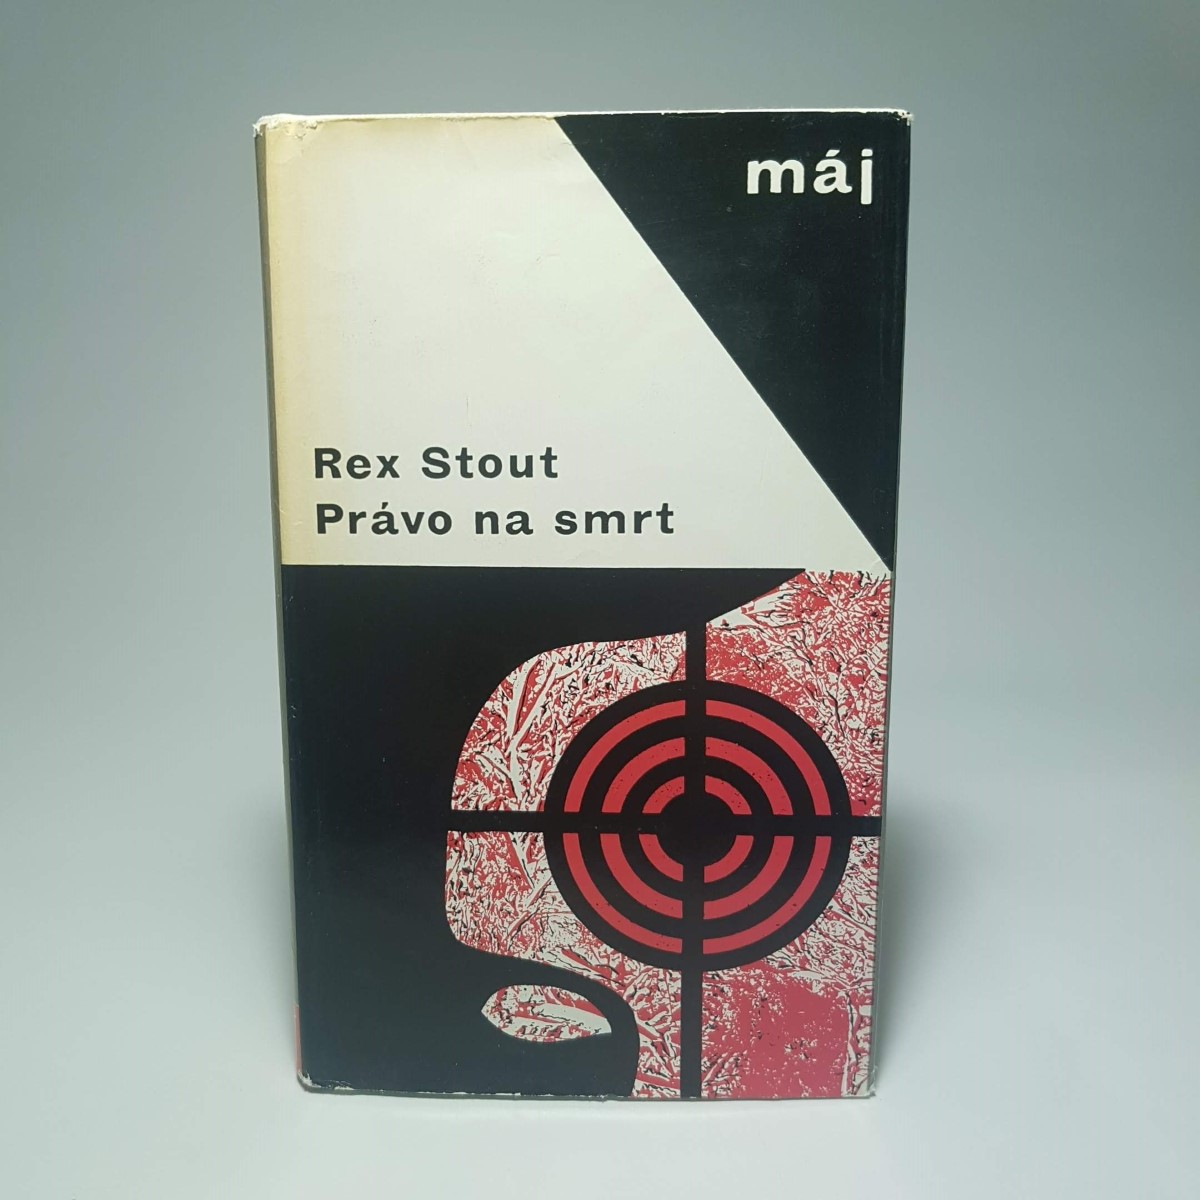 máj
Rex Stout
Právo na smrt